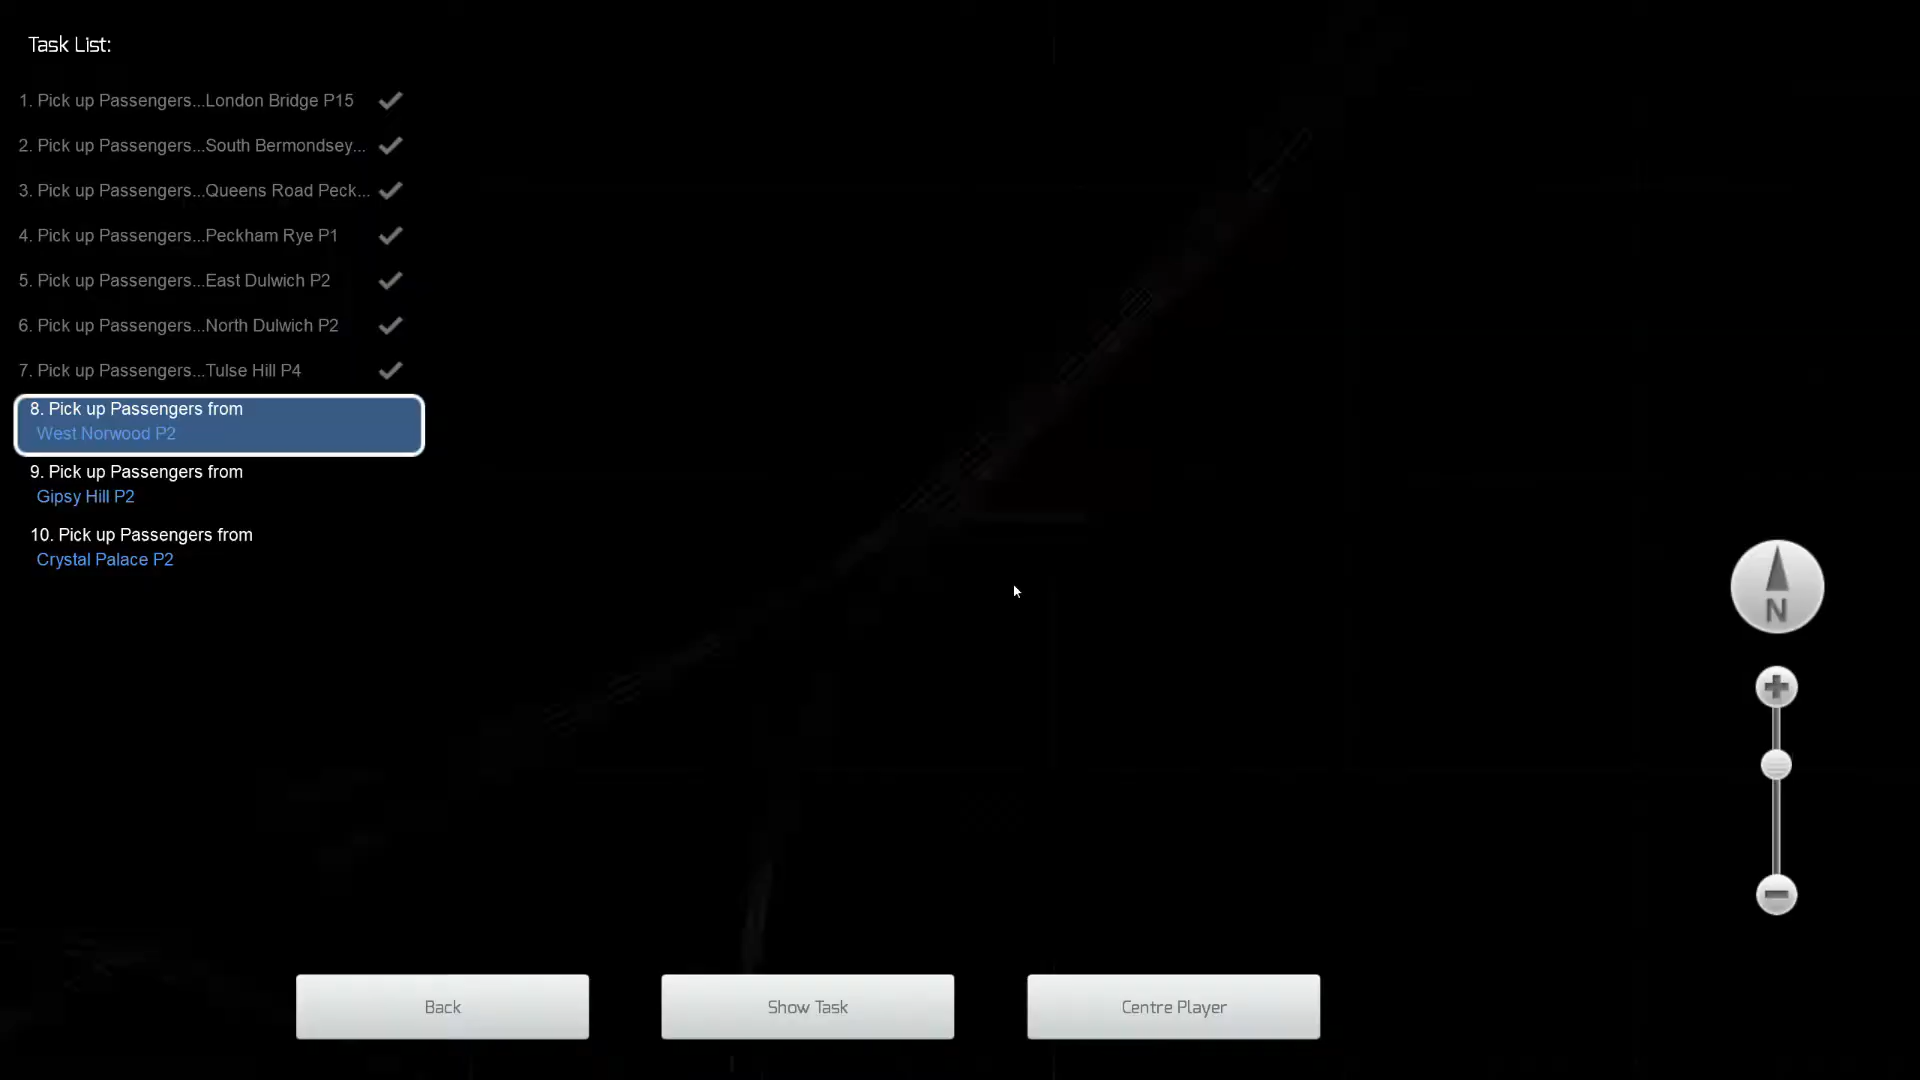 Task List:
1. Pick up Passengers...London Bridge P15
2. Pick up Passengers...South Bermondsey...
3. Pick up Passengers...Queens Road Peck...
4. Pick up Passengers...Peckham Rye P1
5. Pick up Passengers...East Dulwich P2
6. Pick up Passengers...North Dulwich P2
7. Pick up Passengers...Tulse Hill P4
8. Pick up Passengers from
West Norwood P2
9. Pick up Passengers from
Gipsy Hill P2
10. Pick up Passengers from
Crystal Palace P2
N
Back
Show Task
Centre Player